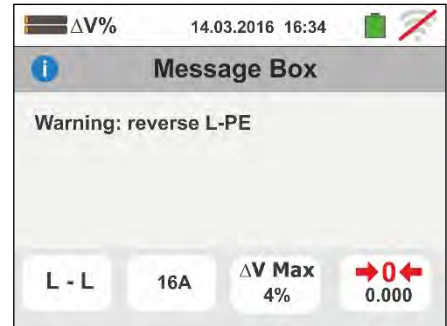 ΔV% 14.03.2016 16:34
Message Box
Warning: reverse L-PE
L - L 16A ΔV Max 4% 0 0.000